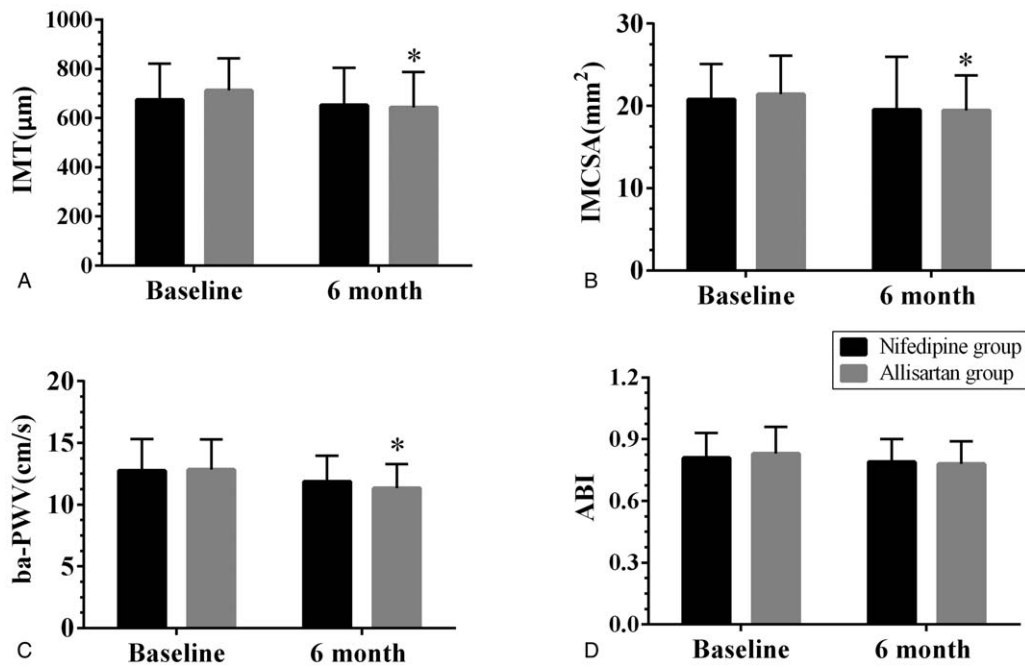 1000
800
600
400
200
0
IMT(μm)
*
Baseline 6 month
A
30
20
10
0
IMCSA(mm²)
*
Baseline 6 month
B
20
15
10
5
0
ba-PWV(cm/s)
*
Baseline 6 month
C
Nifedipine group
Allisartan group
1.2
0.9
0.6
0.3
0.0
ABI
Baseline 6 month
D